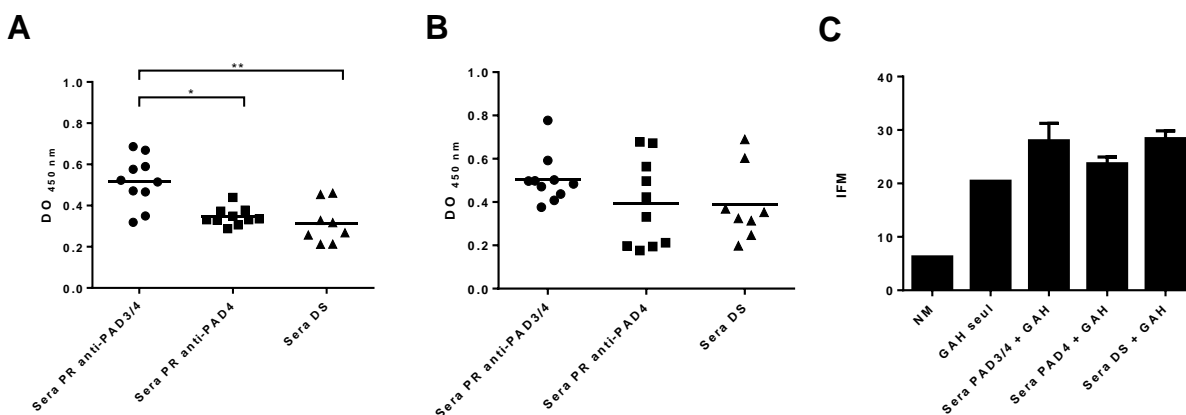 A
B
C
**
*
1.0
0.8
0.6
0.4
0.2
0.0
DO 450 nm
Sera PR anti-PAD3/4
Sera PR anti-PAD4
Sera DS
1.0
0.8
0.6
0.4
0.2
0.0
DO 450 nm
Sera PR anti-PAD3/4
Sera PR anti-PAD4
Sera DS
40
30
20
10
0
IFM
NM
GAH seul
Sera PAD3/4 + GAH
Sera PAD4 + GAH
Sera DS + GAH